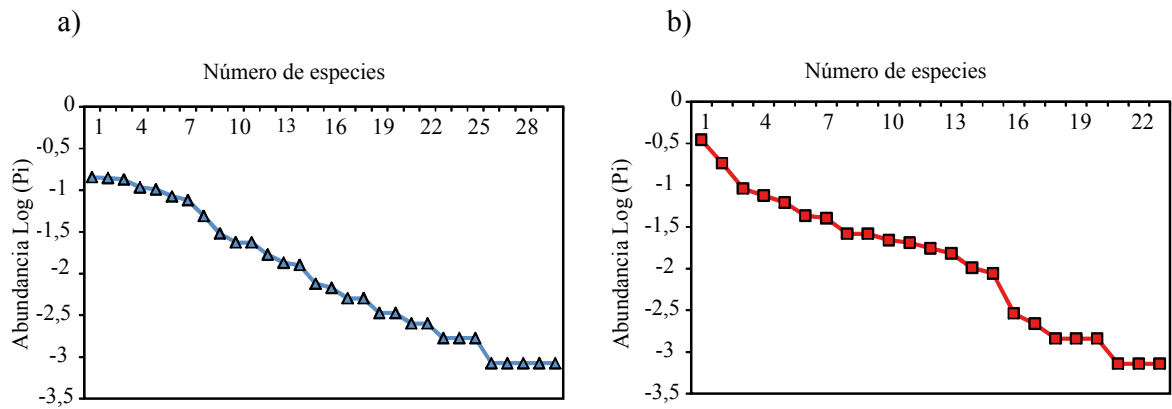 a)
Número de especies
0
1 4 7 10 13 16 19 22 25 28
-0,5
-1
-1,5
-2
-2,5
-3
-3,5
Abundancia Log (Pi)
b)
Número de especies
0
1 4 7 10 13 16 19 22
-0,5
-1
-1,5
-2
-2,5
-3
-3,5
Abundancia Log (Pi)